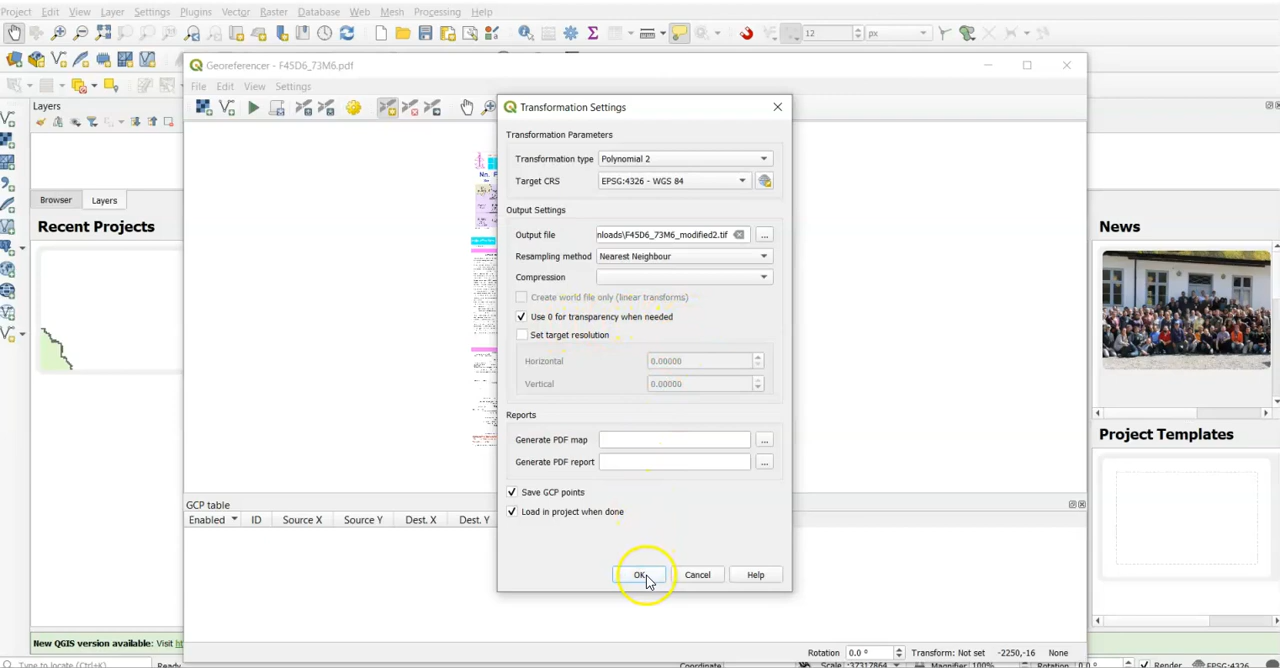 Project Edit View Layer Settings Plugins Vector Raster Database Web Mesh Processing Help
12 px
Georeferencer - F45D6_73M6.pdf
File Edit View Settings
Layers
Browser Layers
Recent Projects
Transformation Settings
Transformation Parameters
Transformation type Polynomial 2
Target CRS EPSG:4326 - WGS 84
Output Settings
Output file nloads\F45D6_73M6_modified2.tif ...
Resampling method Nearest Neighbour
Compression
Create world file only (linear transforms)
Use 0 for transparency when needed
Set target resolution
Horizontal 0.00000
Vertical 0.00000
Reports
Generate PDF map ...
Generate PDF report ...
Save GCP points
Load in project when done
OK Cancel Help
News
Project Templates
GCP table
Enabled ID Source X Source Y Dest. X Dest. Y
New QGIS version available: Visit
Rotation 0.0 ° Transform: Not set -2250,-16 None
Type to locate (Ctrl+K) Ready Coordinate Scale Magnifier 100% Rotation 0.0 ° Render EPSG:4326